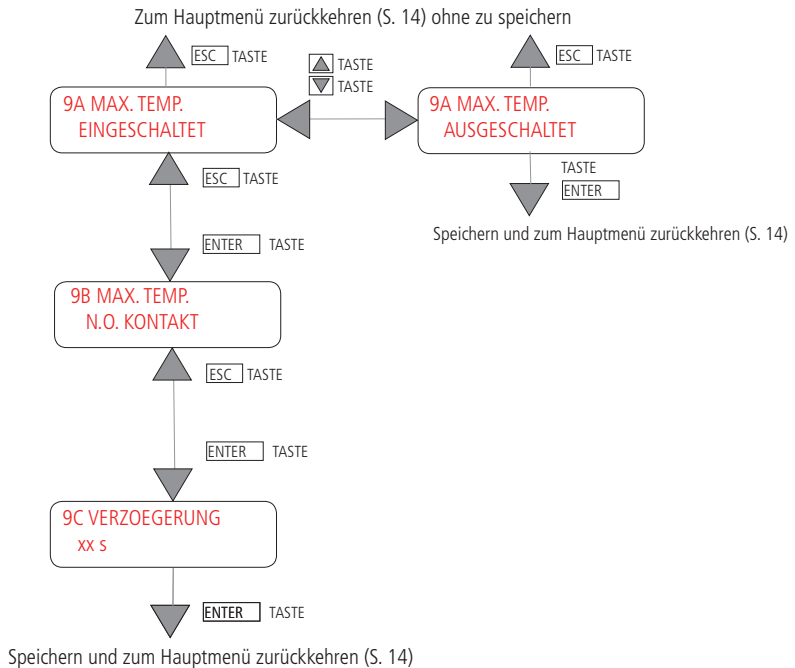 Zum Hauptmenü zurückkehren (S. 14) ohne zu speichern
ESC TASTE
TASTE
TASTE
ESC TASTE
9A MAX. TEMP.
EINGESCHALTET
9A MAX. TEMP.
AUSGESCHALTET
ESC TASTE
TASTE
ENTER
Speichern und zum Hauptmenü zurückkehren (S. 14)
ENTER TASTE
9B MAX. TEMP.
N.O. KONTAKT
ESC TASTE
ENTER TASTE
9C VERZOEGERUNG
xx s
ENTER TASTE
Speichern und zum Hauptmenü zurückkehren (S. 14)